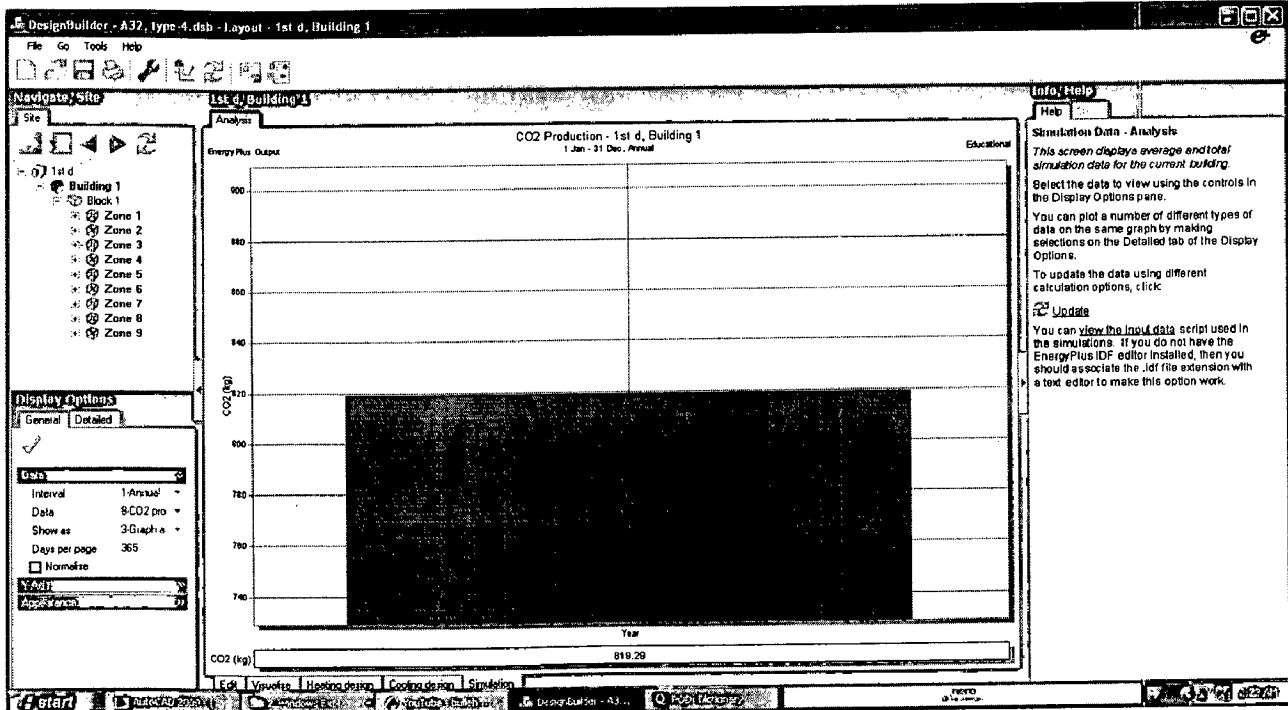 DesignBuilder - A32, type-4.dsb - Layout - 1st d, Building 1
File Go Tools Help
Navigate, Site
Site
1st d
Building 1
Block 1
Zone 1
Zone 2
Zone 3
Zone 4
Zone 5
Zone 6
Zone 7
Zone 8
Zone 9
Display Options
General Detailed
Data
Interval 1-Annual
Data 8-CO2 pro
Show as 3-Graph a
Days per page 365
Normalise
Y-Axis
Appearance
1st d, Building 1
Analysis
CO2 Production - 1st d, Building 1
EnergyPlus Output 1 Jan - 31 Dec, Annual Educational
900
880
860
840
820
800
780
760
740
CO2 (kg)
Year
CO2 (kg) 819.29
Edit Visualise Heating design Cooling design Simulation
Info, Help
Help
Simulation Data - Analysis
This screen displays average and total
simulation data for the current building.
Select the data to view using the controls in
the Display Options pane.
You can plot a number of different types of
data on the same graph by making
selections on the Detailed tab of the Display
Options.
To update the data using different
calculation options, click:
Update
You can view the input data script used in
the simulations. If you do not have the
EnergyPlus IDF editor installed, then you
should associate the .idf file extension with
a text editor to make this option work.
start AutoCAD DesignBuilder - A3...